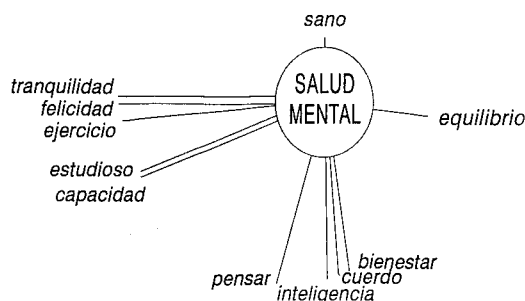 sano
SALUD
MENTAL
tranquilidad
felicidad
ejercicio
equilibrio
estudioso
capacidad
bienestar
cuerdo
pensar
inteligencia